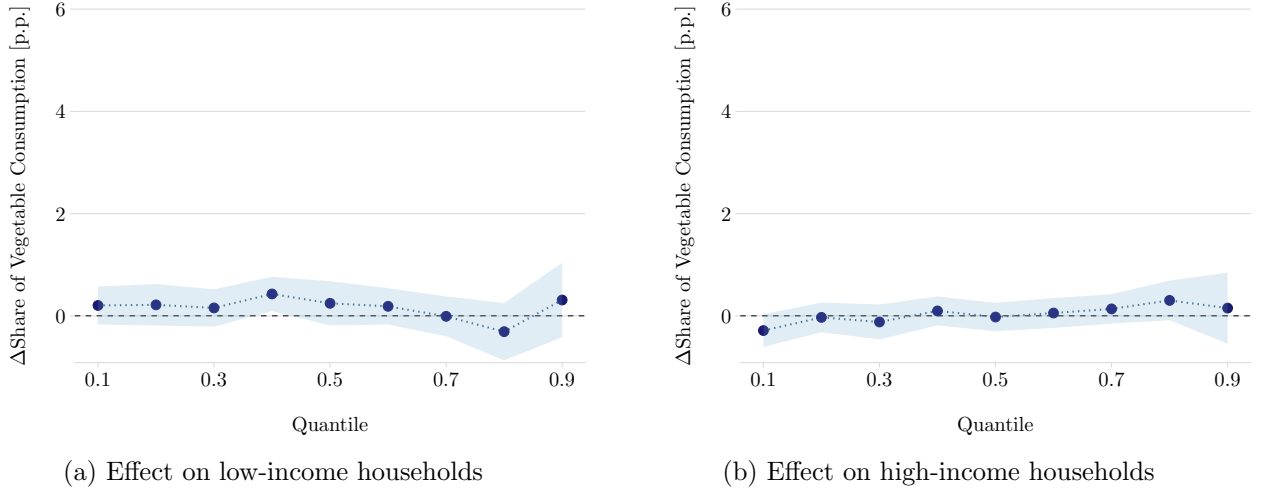 ΔShare of Vegetable Consumption [p.p.]
6
4
2
0
0.1 0.3 0.5 0.7 0.9
Quantile
(a) Effect on low-income households
ΔShare of Vegetable Consumption [p.p.]
6
4
2
0
0.1 0.3 0.5 0.7 0.9
Quantile
(b) Effect on high-income households